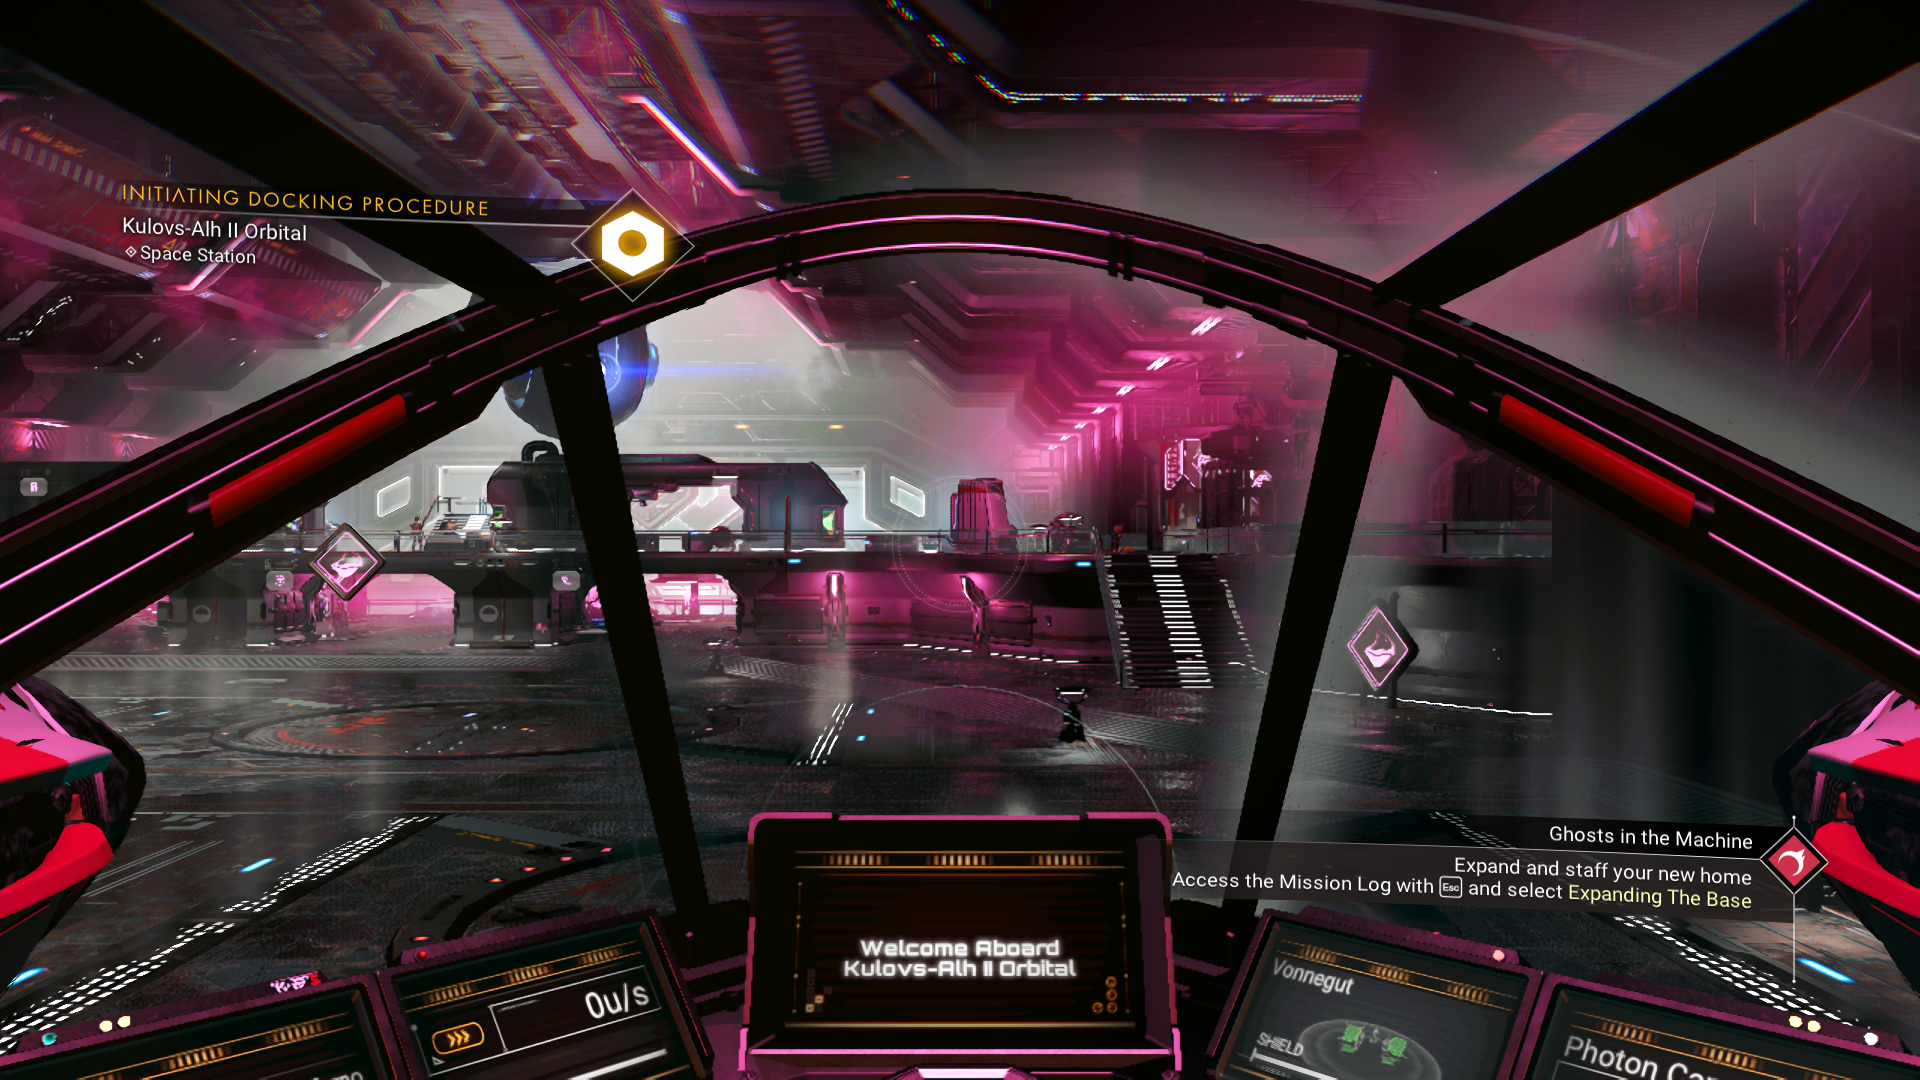 INITIATING DOCKING PROCEDURE
Kulovs-Alh II Orbital
Space Station
Ghosts in the Machine
Expand and staff your new home
Access the Mission Log with Esc and select Expanding The Base
Welcome Aboard
Kulovs-Alh II Orbital
0u/s
Vonnegut
SHIELD
Photon